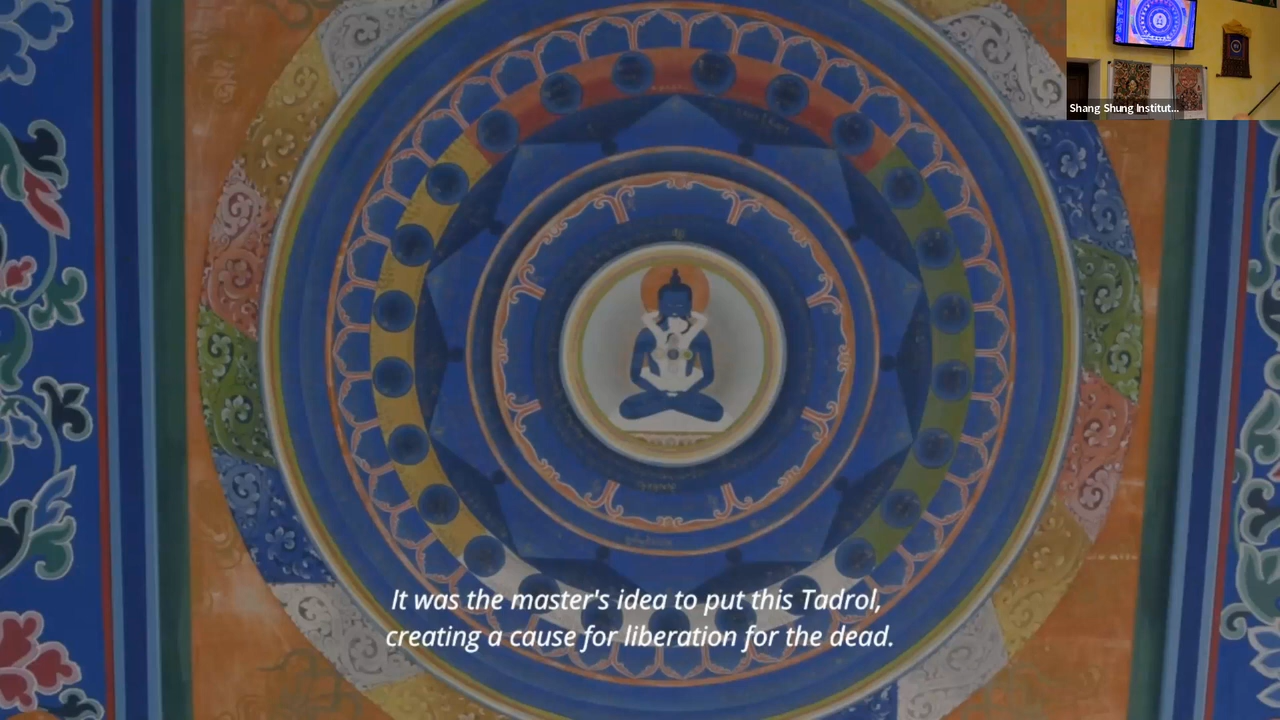 Shang Shung Institut...
It was the master's idea to put this Tadrol,
creating a cause for liberation for the dead.